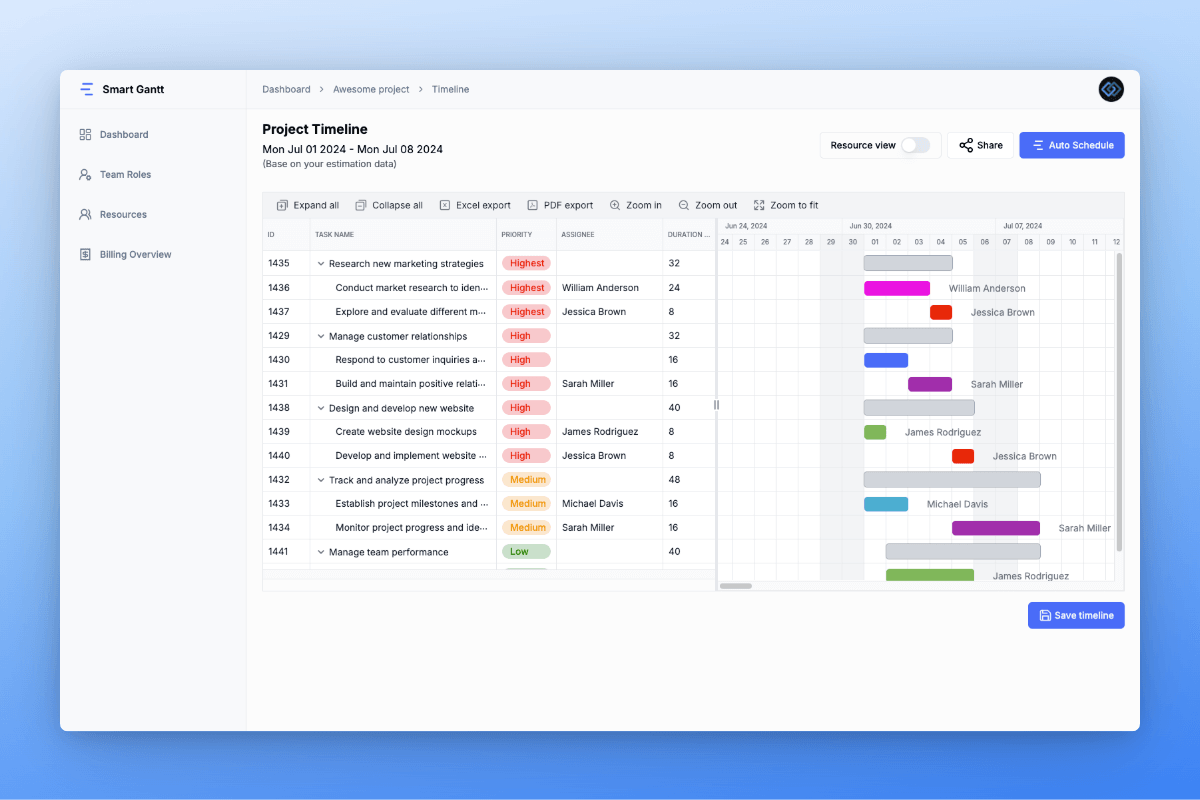 Smart Gantt
Dashboard
Team Roles
Resources
Billing Overview
Dashboard > Awesome project > Timeline
Project Timeline
Mon Jul 01 2024 - Mon Jul 08 2024
(Base on your estimation data)
Resource view Share Auto Schedule
Expand all Collapse all Excel export PDF export Zoom in Zoom out Zoom to fit
ID TASK NAME PRIORITY ASSIGNEE DURATION ...
Jun 24, 2024 Jun 30, 2024 Jul 07, 2024
24 25 26 27 28 29 30 01 02 03 04 05 06 07 08 09 10 11 12
1435 Research new marketing strategies Highest 32
1436 Conduct market research to iden... Highest William Anderson 24 William Anderson
1437 Explore and evaluate different m... Highest Jessica Brown 8 Jessica Brown
1429 Manage customer relationships High 32
1430 Respond to customer inquiries a... High 16
1431 Build and maintain positive relati... High Sarah Miller 16 Sarah Miller
1438 Design and develop new website High 40
1439 Create website design mockups High James Rodriguez 8 James Rodriguez
1440 Develop and implement website ... High Jessica Brown 8 Jessica Brown
1432 Track and analyze project progress Medium 48
1433 Establish project milestones and ... Medium Michael Davis 16 Michael Davis
1434 Monitor project progress and ide... Medium Sarah Miller 16 Sarah Miller
1441 Manage team performance Low 40
James Rodriguez
Save timeline